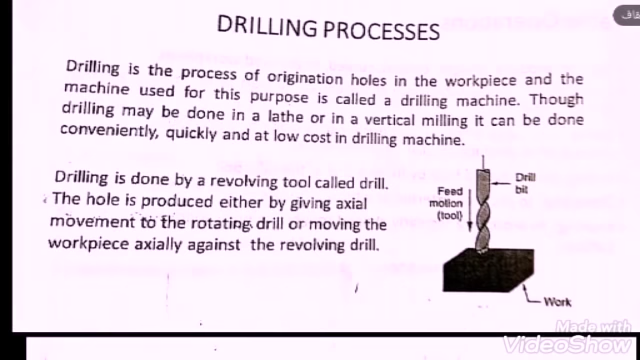 DRILLING PROCESSES
Drilling is the process of origination holes in the workpiece and the
machine used for this purpose is called a drilling machine. Though
drilling may be done in a lathe or in a vertical milling it can be done
conveniently, quickly and at low cost in drilling machine.
Drilling is done by a revolving tool called drill.
The hole is produced either by giving axial
movement to the rotating drill or moving the
workpiece axially against the revolving drill.
Feed
motion
(tool)
Drill
bit
Work
Made with
VideoShow